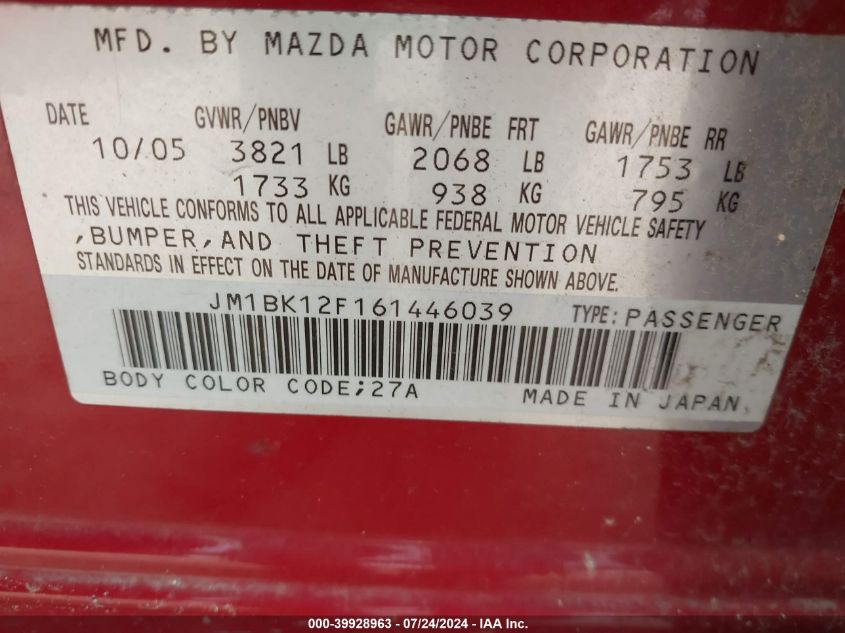 MFD. BY MAZDA MOTOR CORPORATION
DATE GVWR/PNBV GAWR/PNBE FRT GAWR/PNBE RR
10/05 3821 LB 2068 LB 1753 LB
1733 KG 938 KG 795 KG
THIS VEHICLE CONFORMS TO ALL APPLICABLE FEDERAL MOTOR VEHICLE SAFETY
,BUMPER,AND THEFT PREVENTION
STANDARDS IN EFFECT ON THE DATE OF MANUFACTURE SHOWN ABOVE.
JM1BK12F161446039 TYPE: PASSENGER
BODY COLOR CODE;27A MADE IN JAPAN
000-39928963 - 07/24/2024 - IAA Inc.